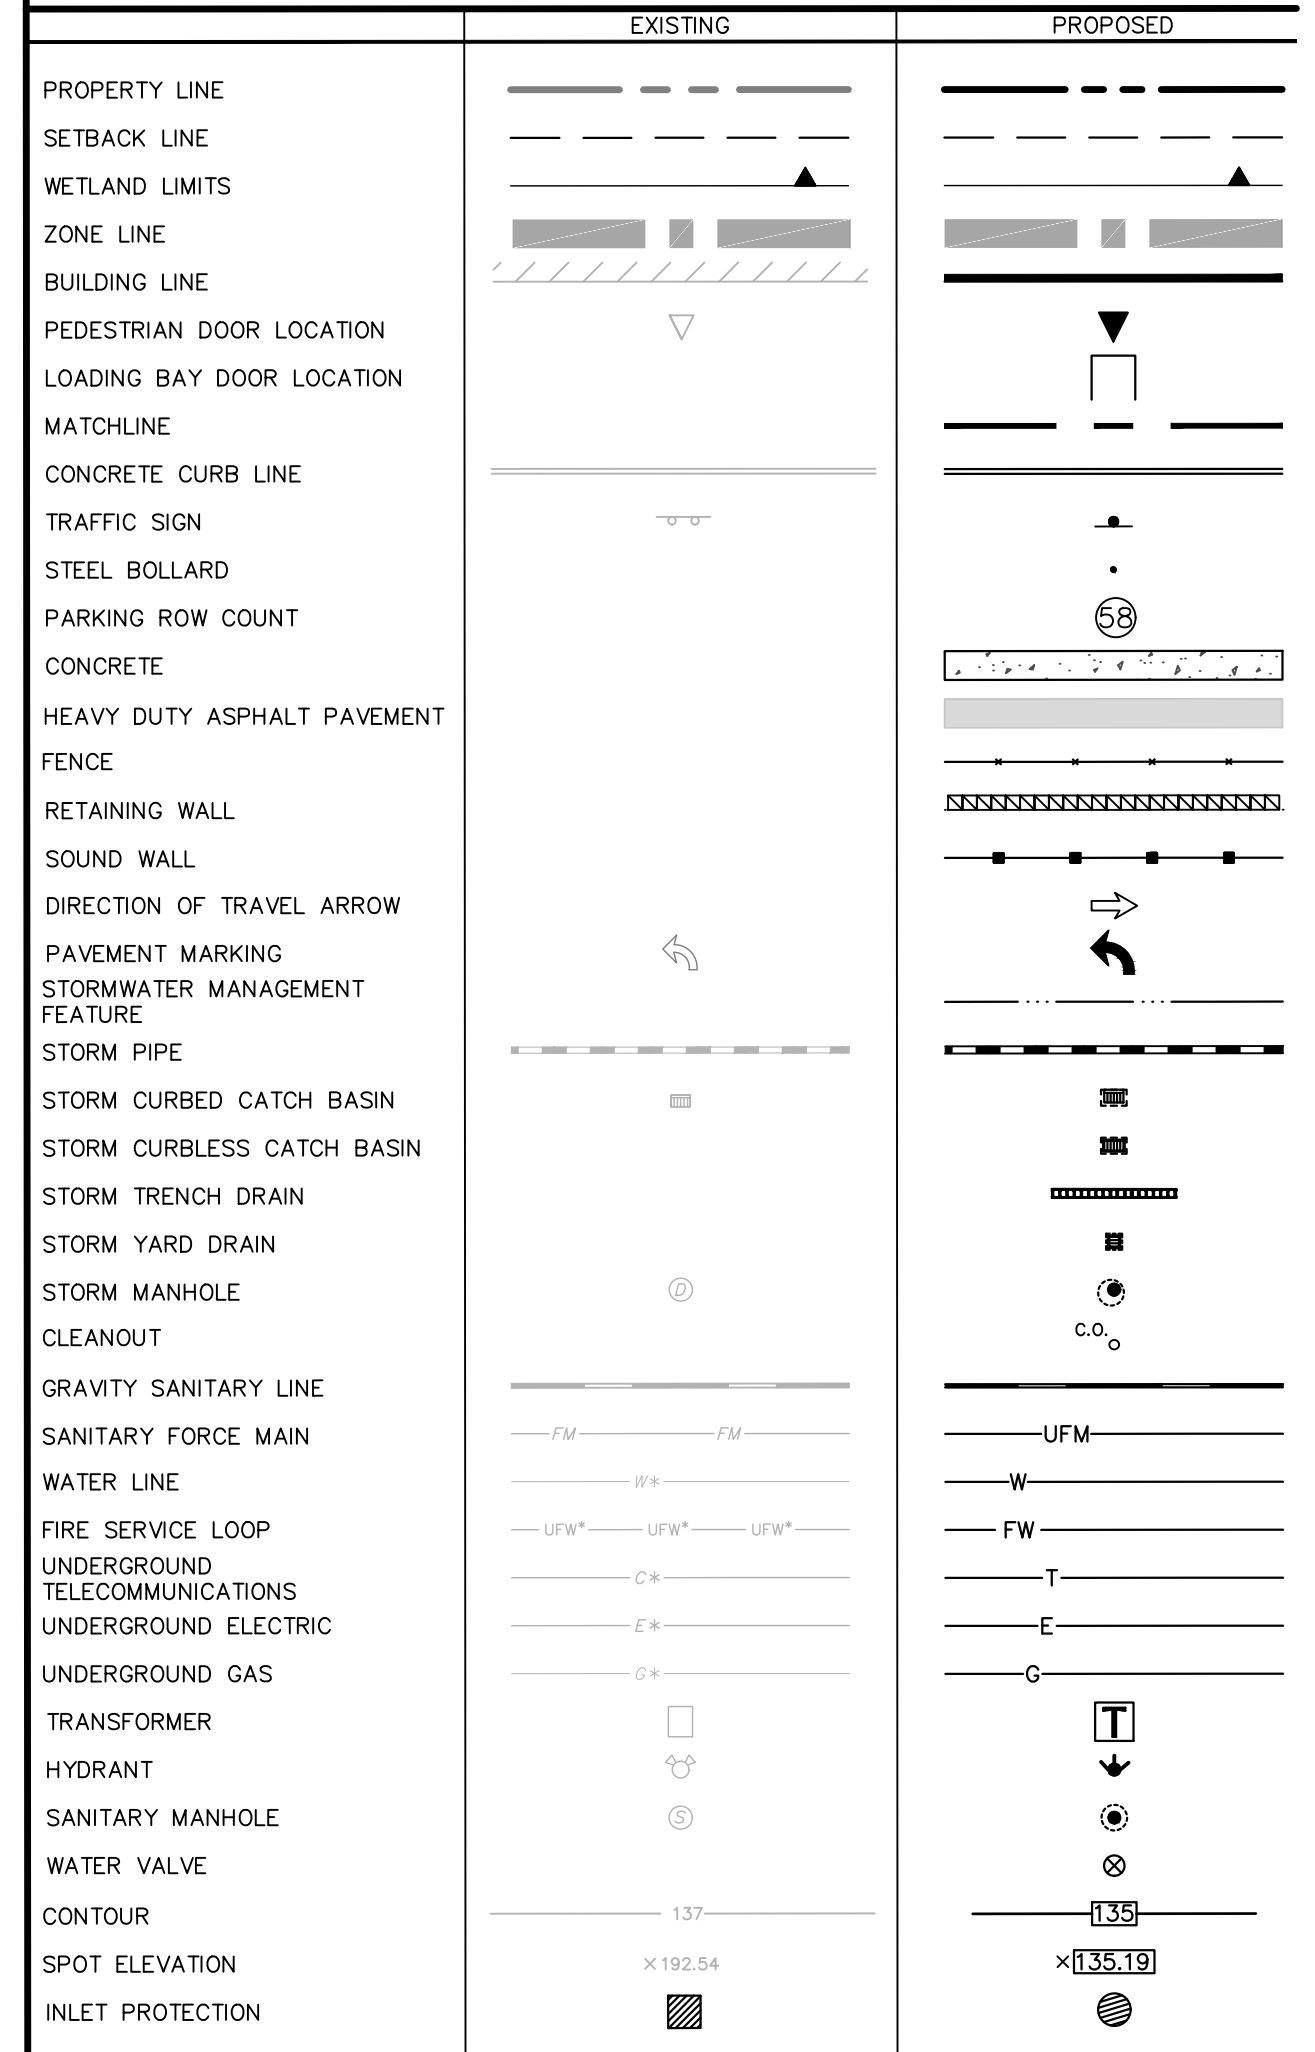 EXISTING PROPOSED
PROPERTY LINE
SETBACK LINE
WETLAND LIMITS
ZONE LINE
BUILDING LINE
PEDESTRIAN DOOR LOCATION
LOADING BAY DOOR LOCATION
MATCHLINE
CONCRETE CURB LINE
TRAFFIC SIGN
STEEL BOLLARD
PARKING ROW COUNT 58
CONCRETE
HEAVY DUTY ASPHALT PAVEMENT
FENCE
RETAINING WALL
SOUND WALL
DIRECTION OF TRAVEL ARROW
PAVEMENT MARKING
STORMWATER MANAGEMENT
FEATURE
STORM PIPE
STORM CURBED CATCH BASIN
STORM CURBLESS CATCH BASIN
STORM TRENCH DRAIN
STORM YARD DRAIN
STORM MANHOLE D
CLEANOUT C.O.
GRAVITY SANITARY LINE
SANITARY FORCE MAIN FM FM UFM
WATER LINE W* W
FIRE SERVICE LOOP UFW* UFW* UFW* FW
UNDERGROUND
TELECOMMUNICATIONS C* T
UNDERGROUND ELECTRIC E* E
UNDERGROUND GAS G* G
TRANSFORMER T
HYDRANT
SANITARY MANHOLE S
WATER VALVE
CONTOUR 137 135
SPOT ELEVATION ×192.54 ×135.19
INLET PROTECTION